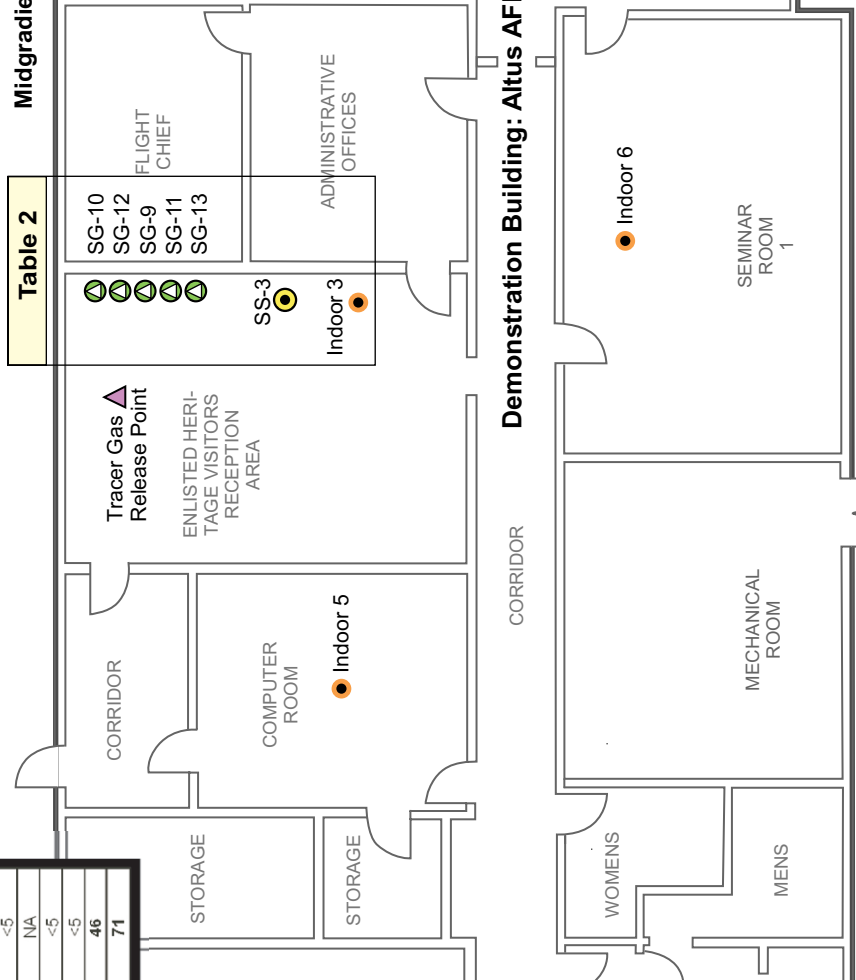 Midgradie
Table 2
SG-10
SG-12
SG-9
SG-11
SG-13
SS-3
Indoor 3
FLIGHT
CHIEF
ADMINISTRATIVE
OFFICES
Tracer Gas
Release Point
ENLISTED HERI-
TAGE VISITORS
RECEPTION
AREA
CORRIDOR
COMPUTER
ROOM
Indoor 5
STORAGE
STORAGE
Demonstration Building: Altus AF
CORRIDOR
Indoor 6
SEMINAR
ROOM
1
MECHANICAL
ROOM
WOMENS
MENS
<5
NA
<5
<5
46
71